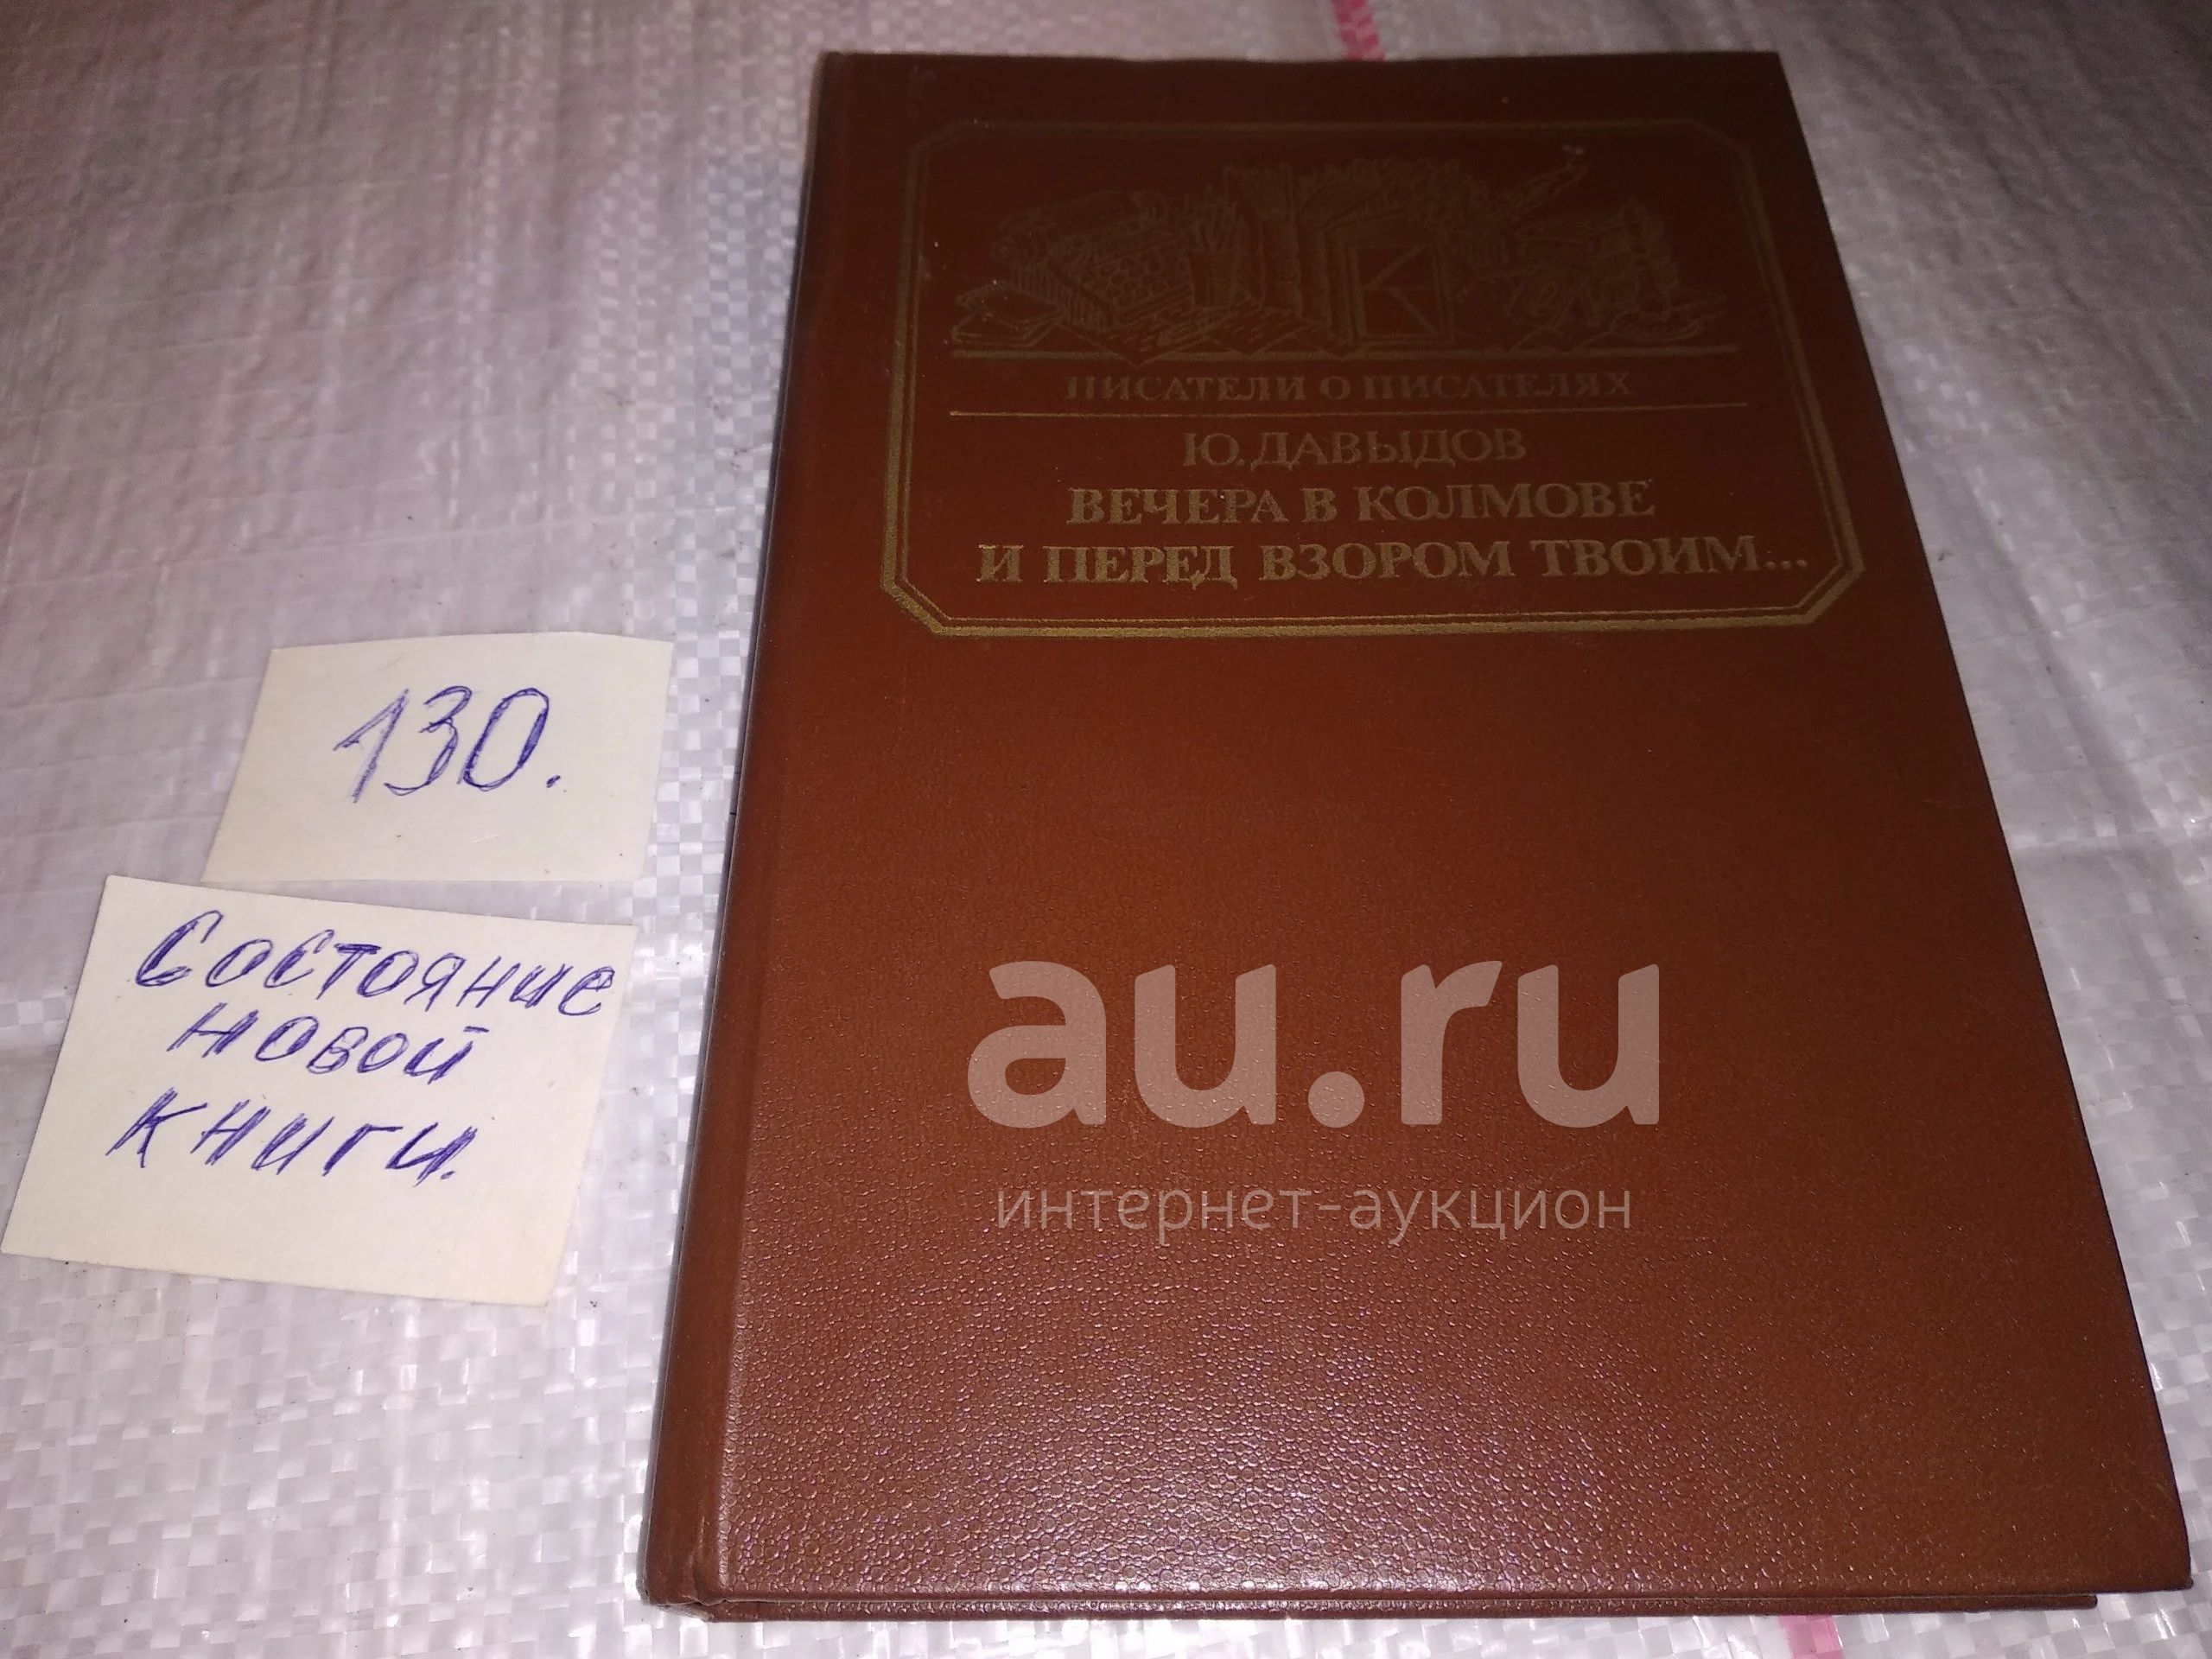 ПИСАТЕЛИ О ПИСАТЕЛЯХ
Ю. ДАВЫДОВ
ВЕЧЕРА В КОЛМОВЕ
И ПЕРЕД ВЗОРОМ ТВОИМ...
130.
Состояние
новой
книги.
au.ru
интернет-аукцион